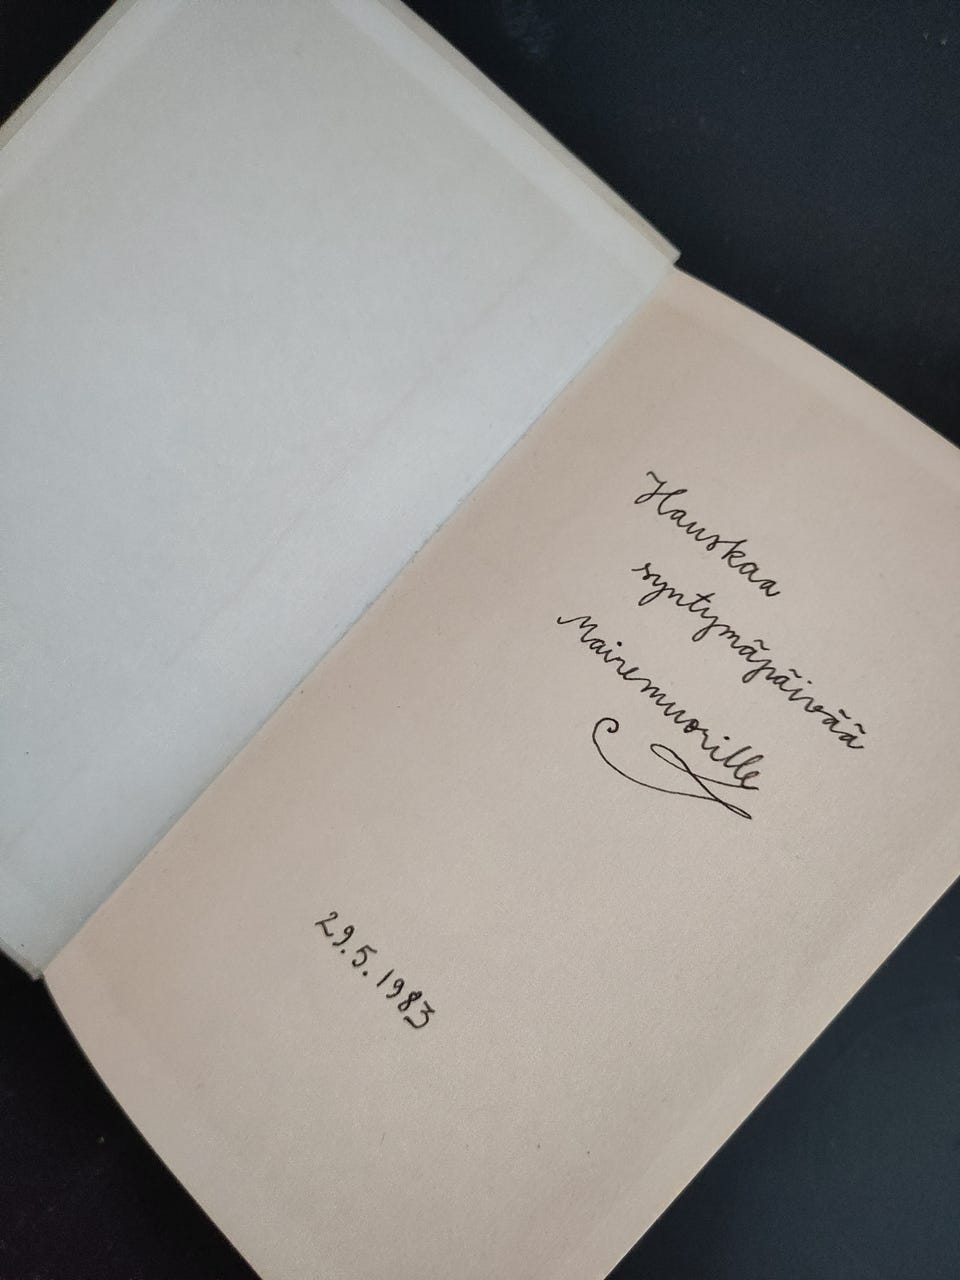 Hauskaa
syntymäpäivää
Mairemuorille
29.5.1983